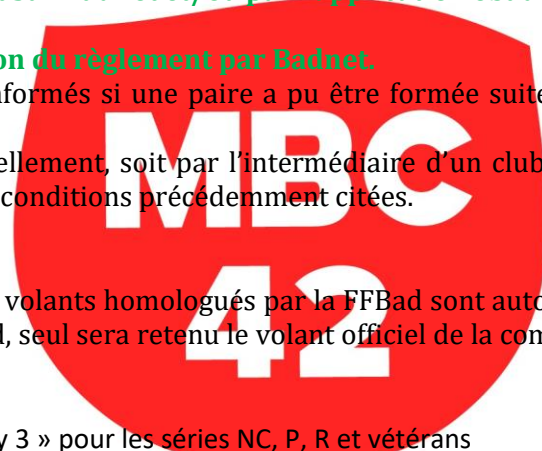 on du règlement par Badnet.
nformés si une paire a pu être formée suite
ellement, soit par l'intermédiaire d'un club
conditions précédemment citées.
MBC
42
volants homologués par la FFBad sont auto
d, seul sera retenu le volant officiel de la com
y 3 » pour les séries NC, P, R et vétérans